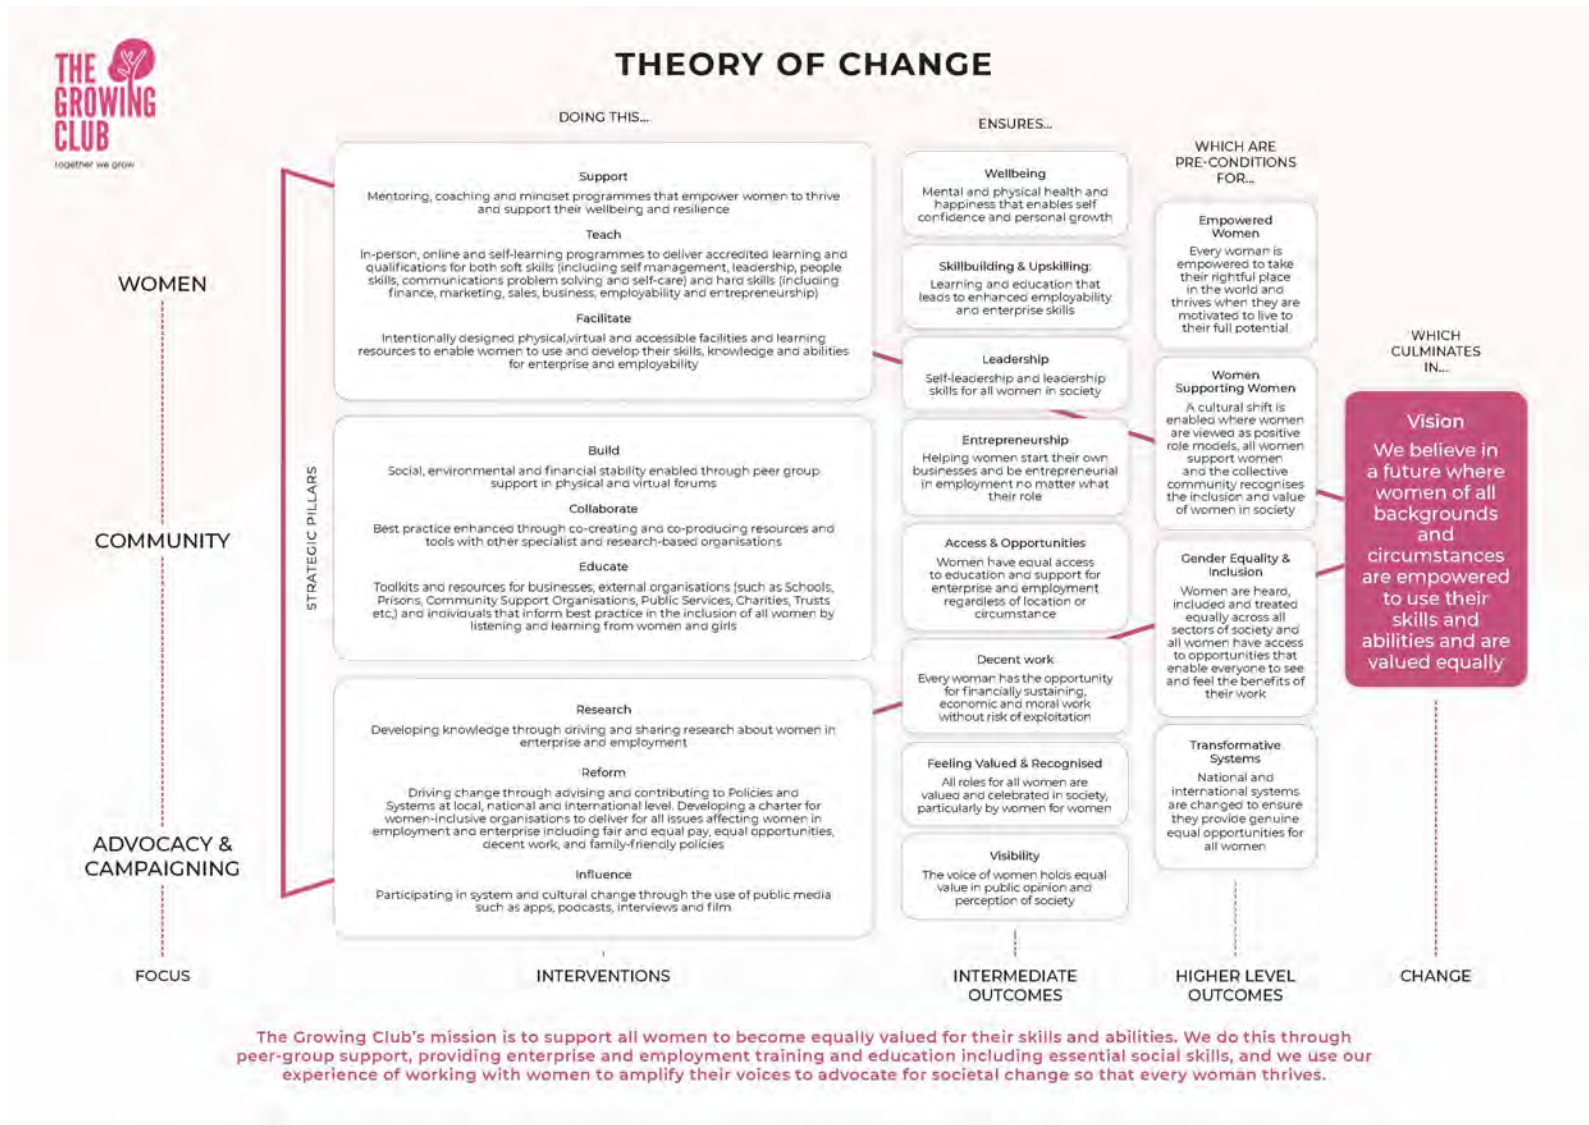 THE
GROWING
CLUB
together we grow
THEORY OF CHANGE
DOING THIS...
ENSURES...
WHICH ARE
PRE-CONDITIONS
FOR...
WHICH
CULMINATES
IN...
WOMEN
COMMUNITY
ADVOCACY &
CAMPAIGNING
FOCUS
STRATEGIC PILLARS
Support
Mentoring, coaching and mindset programmes that empower women to thrive
and support their wellbeing and resilience
Teach
In-person, online and self-learning programmes to deliver accredited learning and
qualifications for both soft skills (including self management, leadership, people
skills, communications problem solving and self-care) and hard skills (including
finance, marketing, sales, business, employability and entrepreneurship)
Facilitate
Intentionally designed physical,virtual and accessible facilities and learning
resources to enable women to use and develop their skills, knowledge and abilities
for enterprise and employability
Build
Social, environmental and financial stability enabled through peer group
support in physical and virtual forums
Collaborate
Best practice enhanced through co-creating and co-producing resources and
tools with other specialist and research-based organisations
Educate
Toolkits and resources for businesses, external organisations (such as Schools,
Prisons, Community Support Organisations, Public Services, Charities, Trusts
etc,) and individuals that inform best practice in the inclusion of all women by
listening and learning from women and girls
Research
Developing knowledge through driving and sharing research about women in
enterprise and employment
Reform
Driving change through advising and contributing to Policies and
Systems at local, national and international level. Developing a charter for
women-inclusive organisations to deliver for all issues affecting women in
employment and enterprise including fair and equal pay, equal opportunities,
decent work, and family-friendly policies
Influence
Participating in system and cultural change through the use of public media
such as apps, podcasts, interviews and film
INTERVENTIONS
Wellbeing
Mental and physical health and
happiness that enables self
confidence and personal growth
Skillbuilding & Upskilling:
Learning and education that
leads to enhanced employability
and enterprise skills
Leadership
Self-leadership and leadership
skills for all women in society
Entrepreneurship
Helping women start their own
businesses and be entrepreneurial
in employment no matter what
their role
Access & Opportunities
Women have equal access
to education and support for
enterprise and employment
regardless of location or
circumstance
Decent work
Every woman has the opportunity
for financially sustaining,
economic and moral work
without risk of exploitation
Feeling Valued & Recognised
All roles for all women are
valued and celebrated in society,
particularly by women for women
Visibility
The voice of women holds equal
value in public opinion and
perception of society
INTERMEDIATE
OUTCOMES
Empowered
Women
Every woman is
empowered to take
their rightful place
in the world and
thrives when they are
motivated to live to
their full potential
Women
Supporting Women
A cultural shift is
enabled where women
are viewed as positive
role models, all women
support women
and the collective
community recognises
the inclusion and value
of women in society
Gender Equality &
Inclusion
Women are heard,
included and treated
equally across all
sectors of society and
all women have access
to opportunities that
enable everyone to see
and feel the benefits of
their work
Transformative
Systems
National and
international systems
are changed to ensure
they provide genuine
equal opportunities for
all women
HIGHER LEVEL
OUTCOMES
Vision
We believe in
a future where
women of all
backgrounds
and
circumstances
are empowered
to use their
skills and
abilities and are
valued equally
CHANGE
The Growing Club's mission is to support all women to become equally valued for their skills and abilities. We do this through
peer-group support, providing enterprise and employment training and education including essential social skills, and we use our
experience of working with women to amplify their voices to advocate for societal change so that every woman thrives.